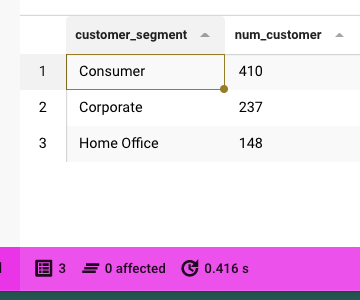 customer_segment num_customer
1 Consumer 410
2 Corporate 237
3 Home Office 148
3 0 affected 0.416 s